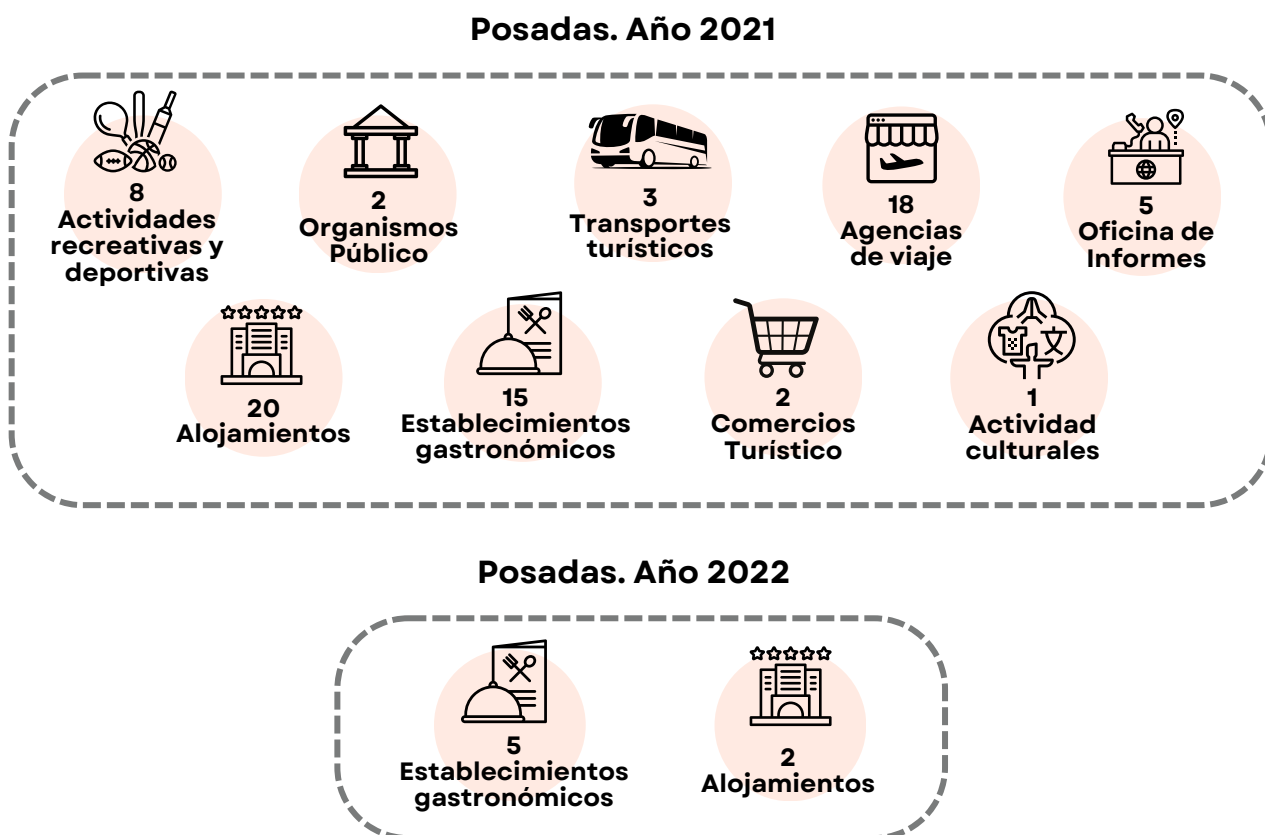 Posadas. Año 2021
8
Actividades
recreativas y
deportivas
2
Organismos
Público
3
Transportes
turísticos
18
Agencias
de viaje
5
Oficina de
Informes
20
Alojamientos
15
Establecimientos
gastronómicos
2
Comercios
Turístico
文
1
Actividad
culturales
Posadas. Año 2022
5
Establecimientos
gastronómicos
2
Alojamientos